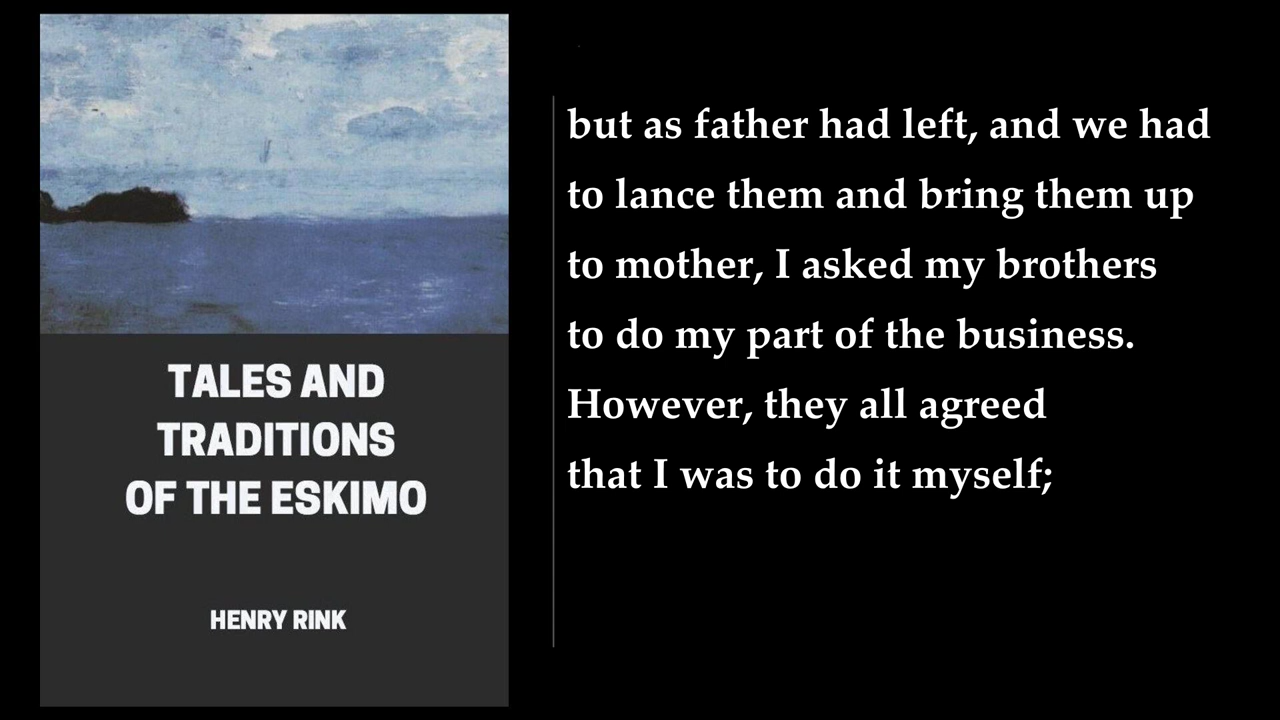 TALES AND
TRADITIONS
OF THE ESKIMO
HENRY RINK
but as father had left, and we had
to lance them and bring them up
to mother, I asked my brothers
to do my part of the business.
However, they all agreed
that I was to do it myself;